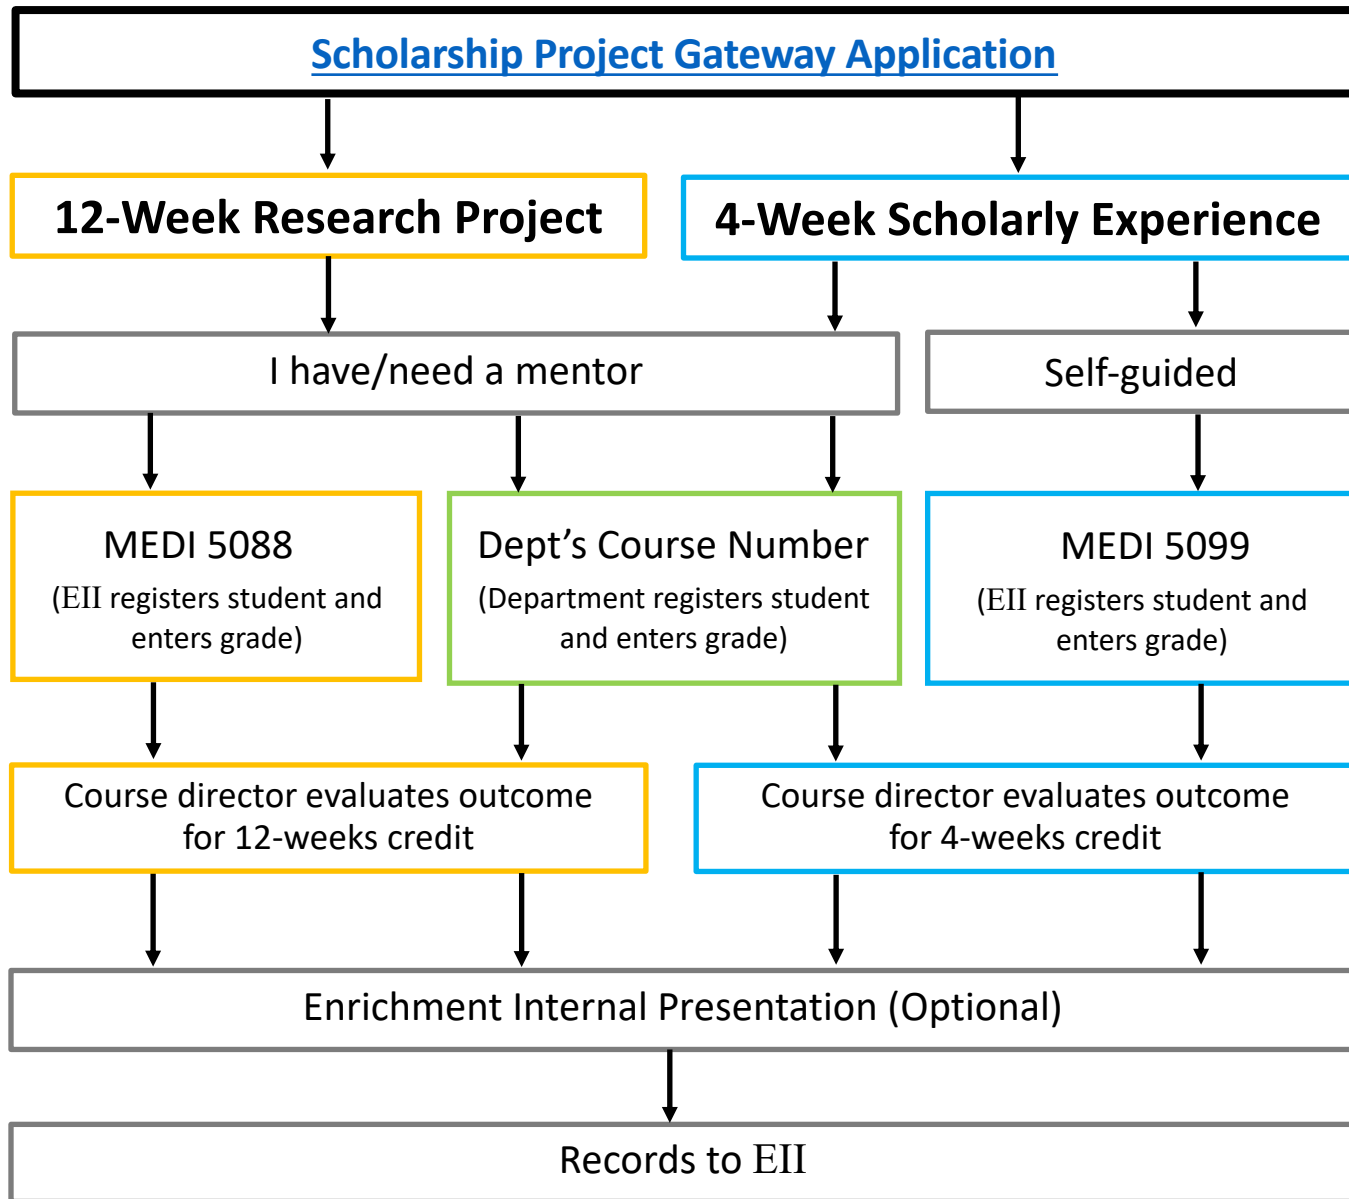 Scholarship Project Gateway Application
12-Week Research Project
4-Week Scholarly Experience
I have/need a mentor
Self-guided
MEDI 5088
(EII registers student and
enters grade)
Dept’s Course Number
(Department registers student
and enters grade)
MEDI 5099
(EII registers student and
enters grade)
Course director evaluates outcome
for 12-weeks credit
Course director evaluates outcome
for 4-weeks credit
Enrichment Internal Presentation (Optional)
Records to EII